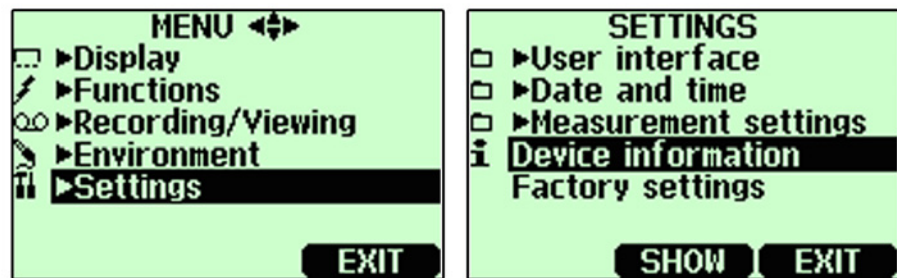 MENU
Display
Functions
Recording/Viewing
Environment
Settings
EXIT
SETTINGS
User interface
Date and time
Measurement settings
Device information
Factory settings
SHOW EXIT